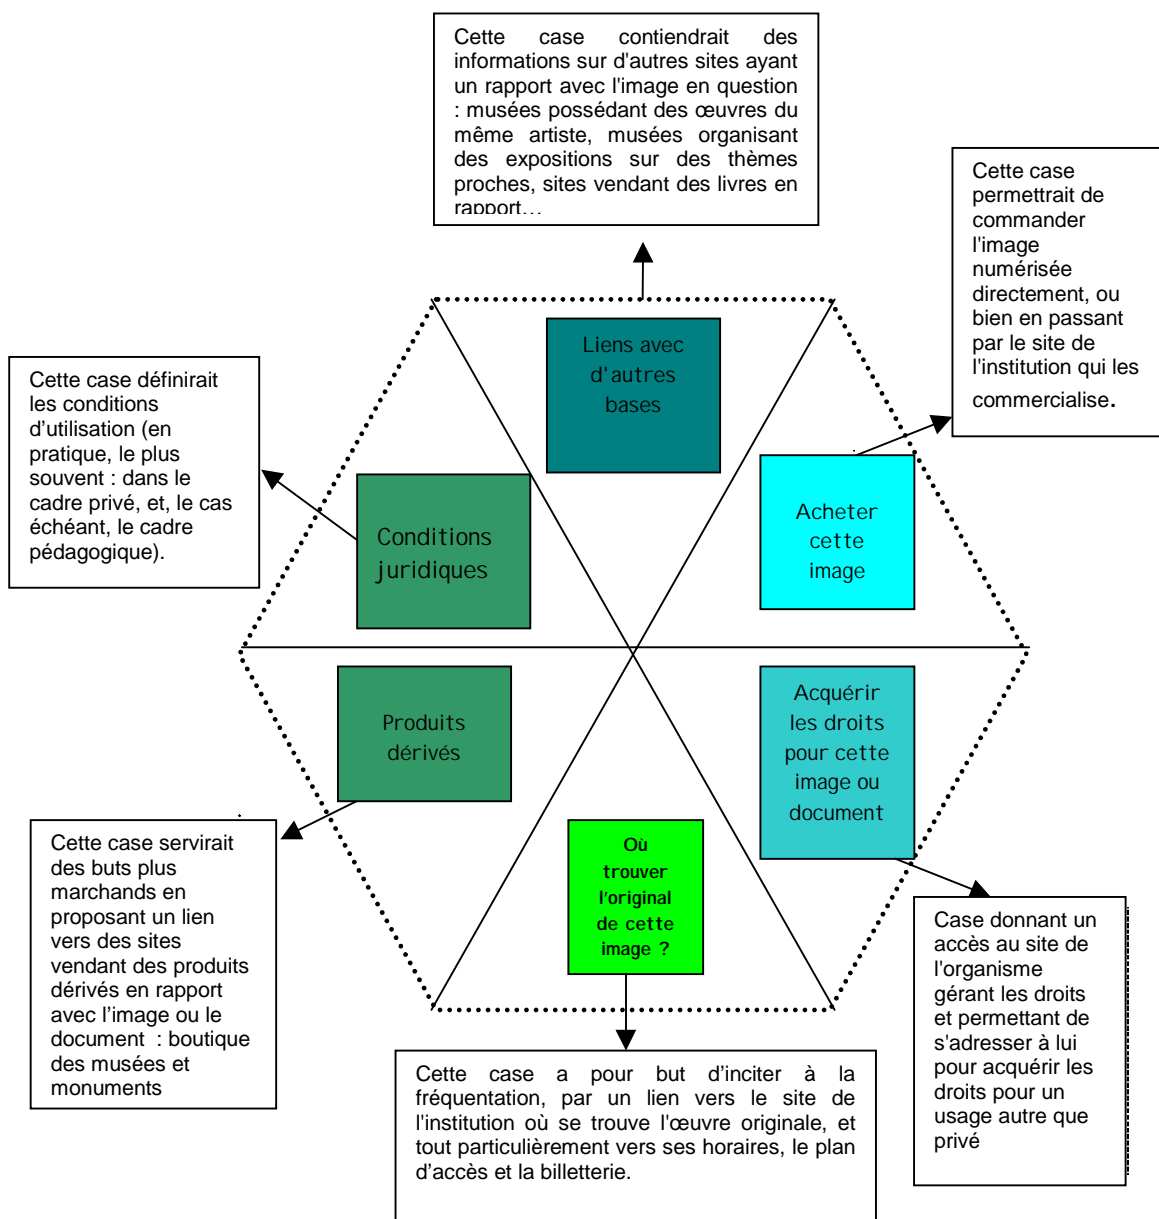 Cette case contiendrait des
informations sur d'autres sites ayant
un rapport avec l'image en question
: musées possédant des œuvres du
même artiste, musées organisant
des expositions sur des thèmes
proches, sites vendant des livres en
rapport…
Cette case
permettrait de
commander
l'image
numérisée
directement, ou
bien en passant
par le site de
l'institution qui les
commercialise.
Liens avec
d'autres
bases
Cette case définirait
les conditions
d’utilisation (en
pratique, le plus
souvent : dans le
cadre privé, et, le cas
échéant, le cadre
pédagogique).
Conditions
juridiques
Acheter
cette
image
Produits
dérivés
Acquérir
les droits
pour cette
image ou
document
Où
trouver
l’original
de cette
image ?
Cette case servirait
des buts plus
marchands en
proposant un lien
vers des sites
vendant des produits
dérivés en rapport
avec l’image ou le
document : boutique
des musées et
monuments
Case donnant un
accès au site de
l'organisme
gérant les droits
et permettant de
s'adresser à lui
pour acquérir les
droits pour un
usage autre que
privé
Cette case a pour but d’inciter à la
fréquentation, par un lien vers le site de
l'institution où se trouve l'œuvre originale, et
tout particulièrement vers ses horaires, le plan
d’accès et la billetterie.